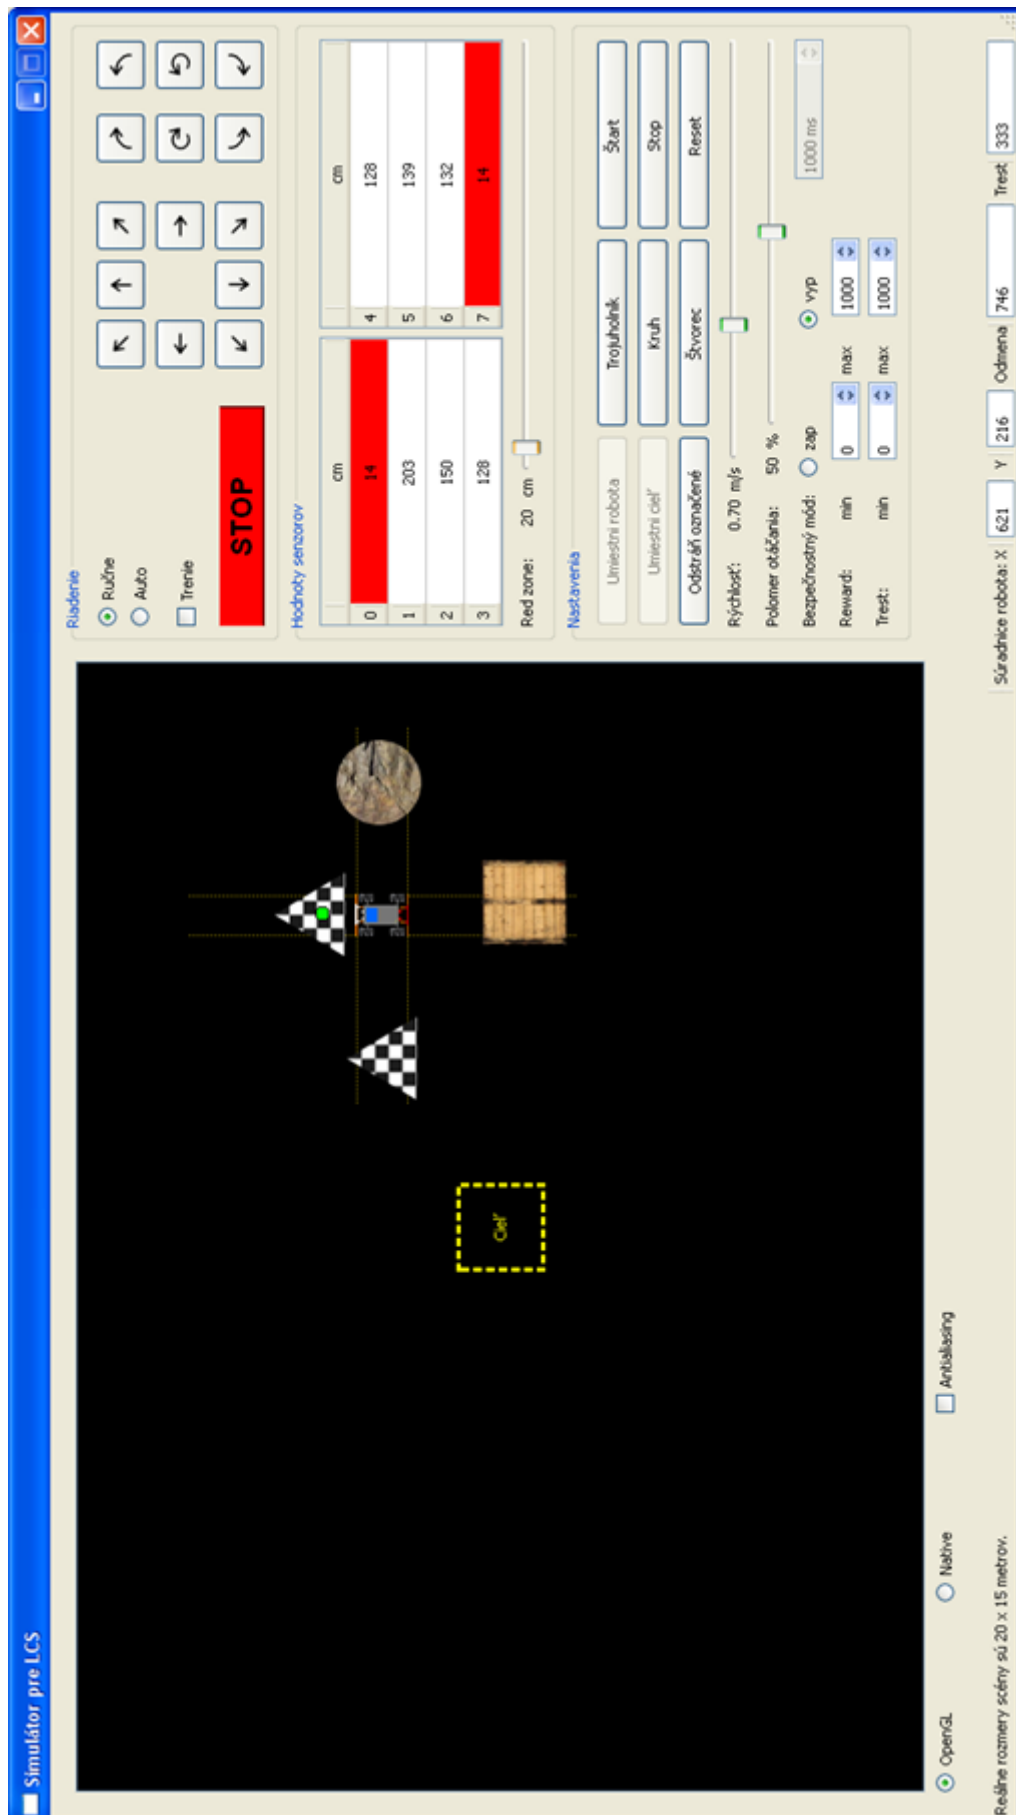 Simulátor pre LCS
Riadenie
Ručne
Auto
Trenie
STOP
Hodnoty senzorov
cm
0 14
1 203
2 150
3 128
cm
4 128
5 139
6 132
7 14
Red zone: 20 cm
Nastavenia
Umiestni robota Trojuholník Štart
Umiestni cieľ Kruh Stop
Odstráň označené Štvorec Reset
Rýchlosť: 0.70 m/s
Polomer otáčania: 50 %
Bezpečnostný mód: zap vyp 1000 ms
Reward: min 0 max 1000
Trest: min 0 max 1000
Cieľ
OpenGL Native Antialiasing
Reálne rozmery scény sú 20 x 15 metrov. Súradnice robota: X 621 Y 216 Odmena 746 Trest 333